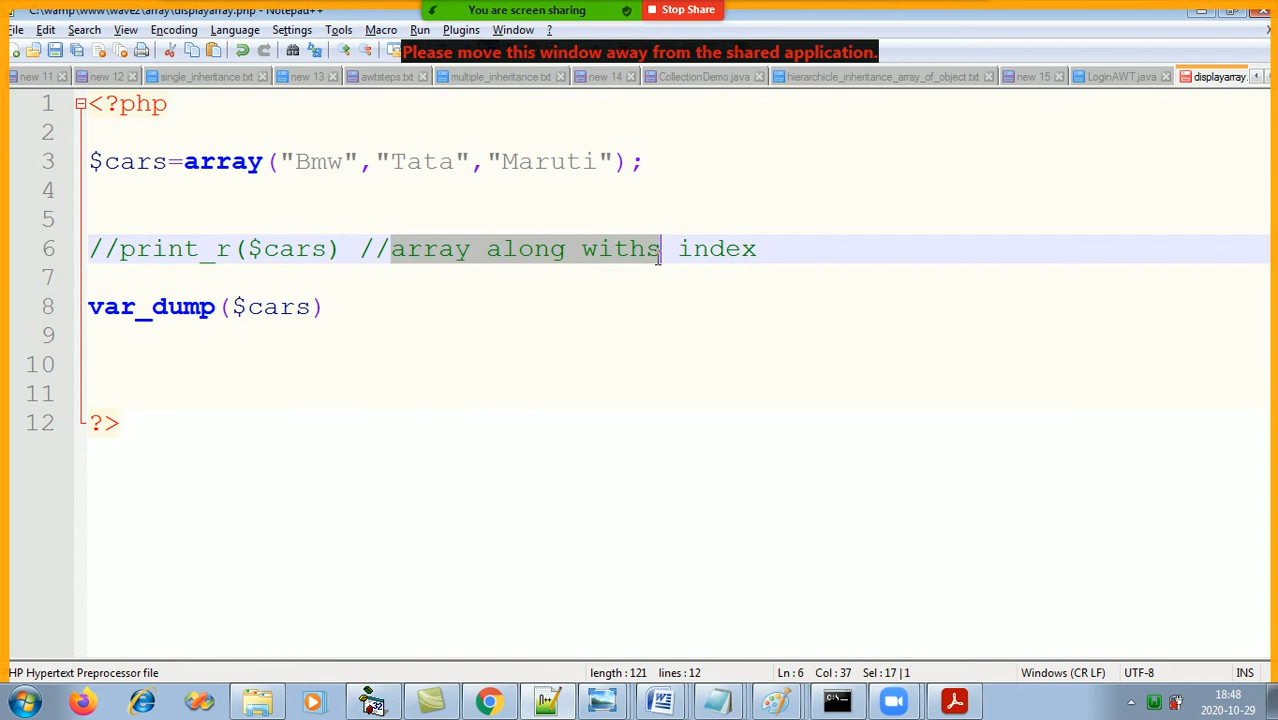 C:\wamp\www\wave2\array\displayarray.php - Notepad++
You are screen sharing
Stop Share
File Edit Search View Encoding Language Settings Tools Macro Run Plugins Window ?
Please move this window away from the shared application.
new 11 new 12 single_inheritance.txt new 13 awtsteps.txt multiple_inheritance.txt new 14 CollectionDemo.java hierarchicle_inheritance_array_of_object.txt new 15 LoginAWT.java displayarray.
1 <?php
2
3 $cars=array("Bmw","Tata","Maruti");
4
5
6 //print_r($cars) //array along withs index
7
8 var_dump($cars)
9
10
11
12 ?>
PHP Hypertext Preprocessor file length : 121 lines : 12 Ln : 6 Col : 37 Sel : 17 | 1 Windows (CR LF) UTF-8 INS
18:48
2020-10-29